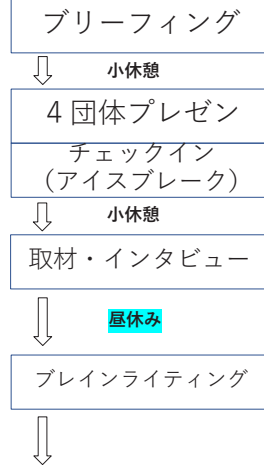 ブリーフィング
小休憩
4団体プレゼン
チェックイン
（アイスブレーク）
小休憩
取材・インタビュー
昼休み
ブレインライティング